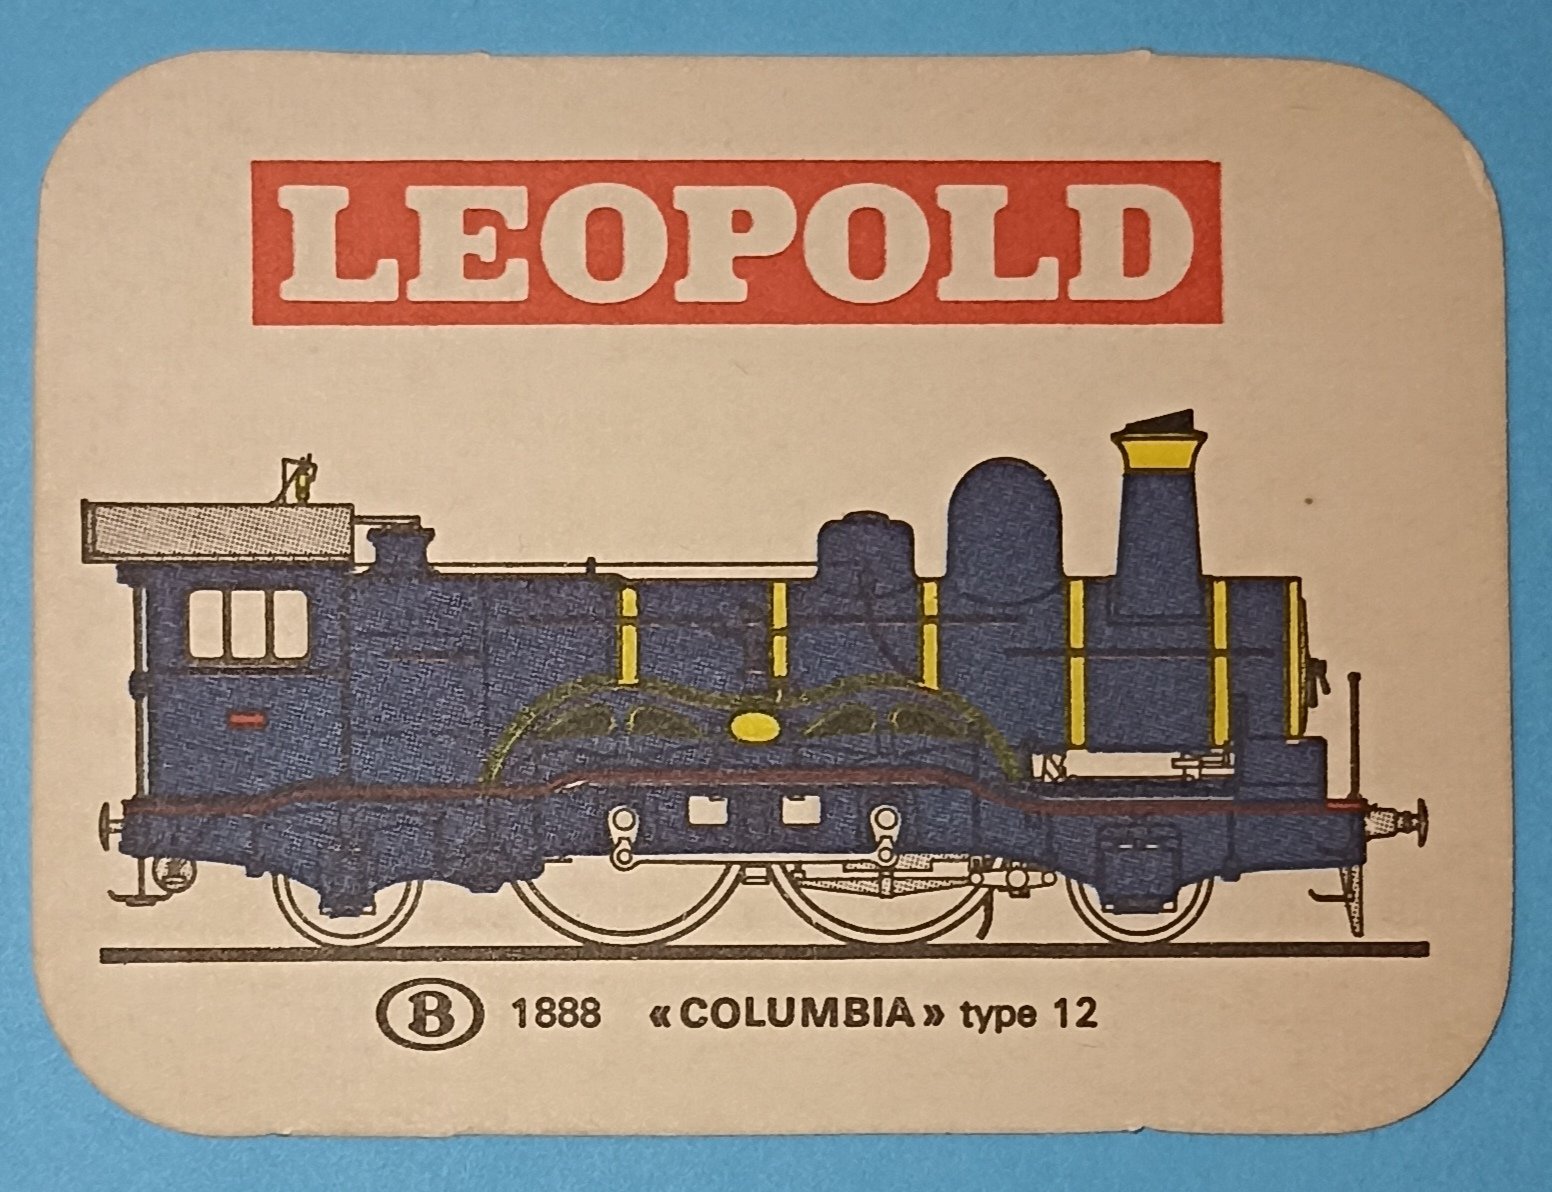 LEOPOLD
B 1888 «COLUMBIA» type 12